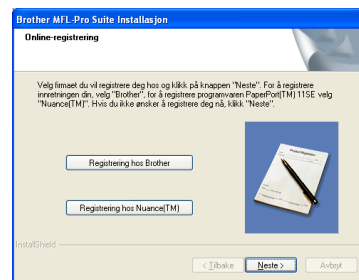 Brother MFL-Pro Suite Installasjon
Online-registrering
Velg firmaet du vil registrere deg hos og klikk på knappen "Neste". For å registrere
innretningen din, velg "Brother", for å registrere programvaren PaperPort(TM) 11SE velg
"Nuance(TM)". Hvis du ikke ønsker å registrere deg nå, klikk "Neste".
Registrering hos Brother
Registrering hos Nuance(TM)
InstallShield
< Tilbake
Neste >
Avbryt